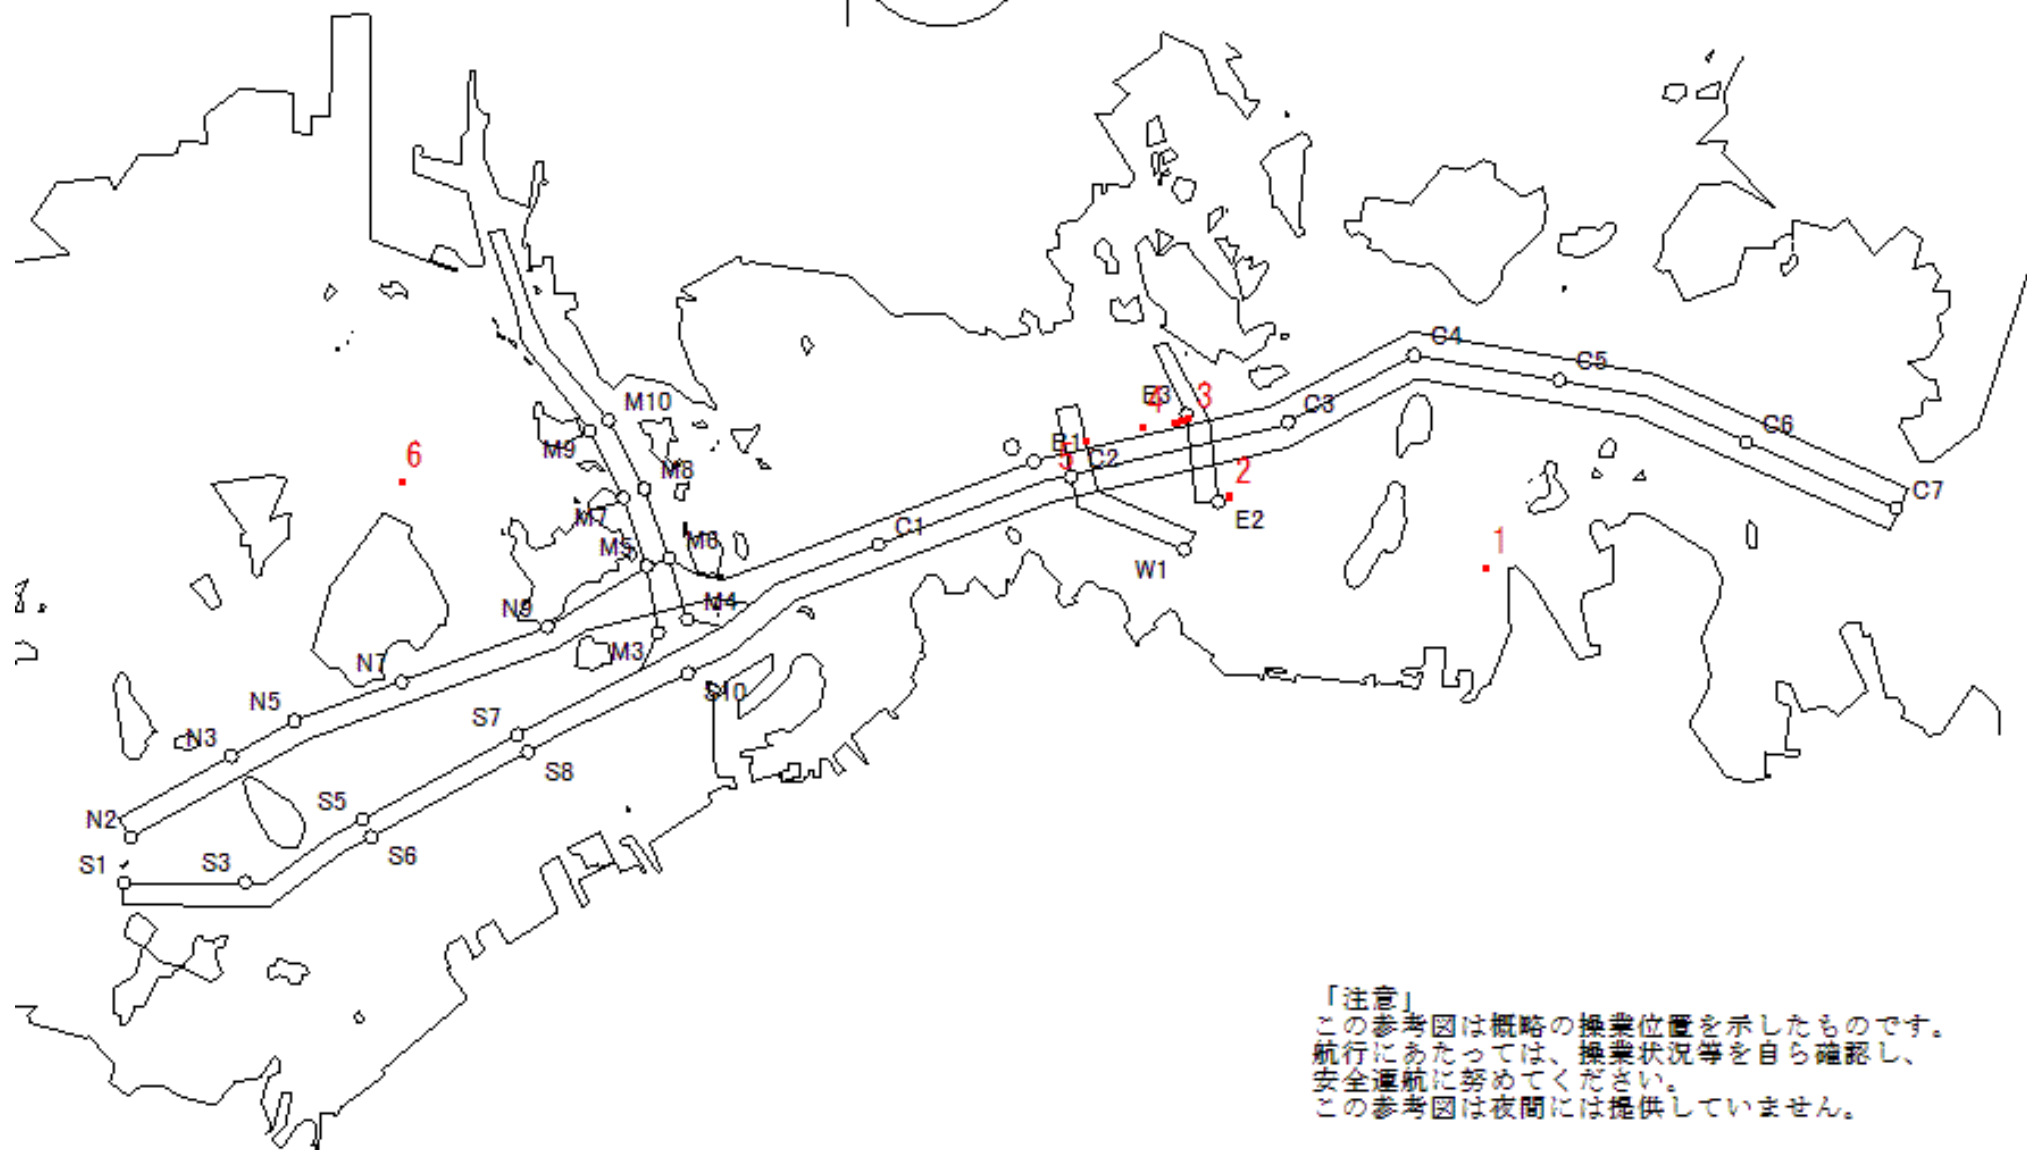 C4
C5
M10
E3
4
3
C3
C6
M9
6
B1
C2
5
M8
2
C7
M7
E2
C1
M5
M6
1
W1
N9
M4
N7
M3
S10
N5
S7
N3
S8
S5
N2
S6
S1
S3
「注意」
この参考図は概略の操業位置を示したものです。
航行にあたっては、操業状況等を自ら確認し、
安全運航に努めてください。
この参考図は夜間には提供していません。